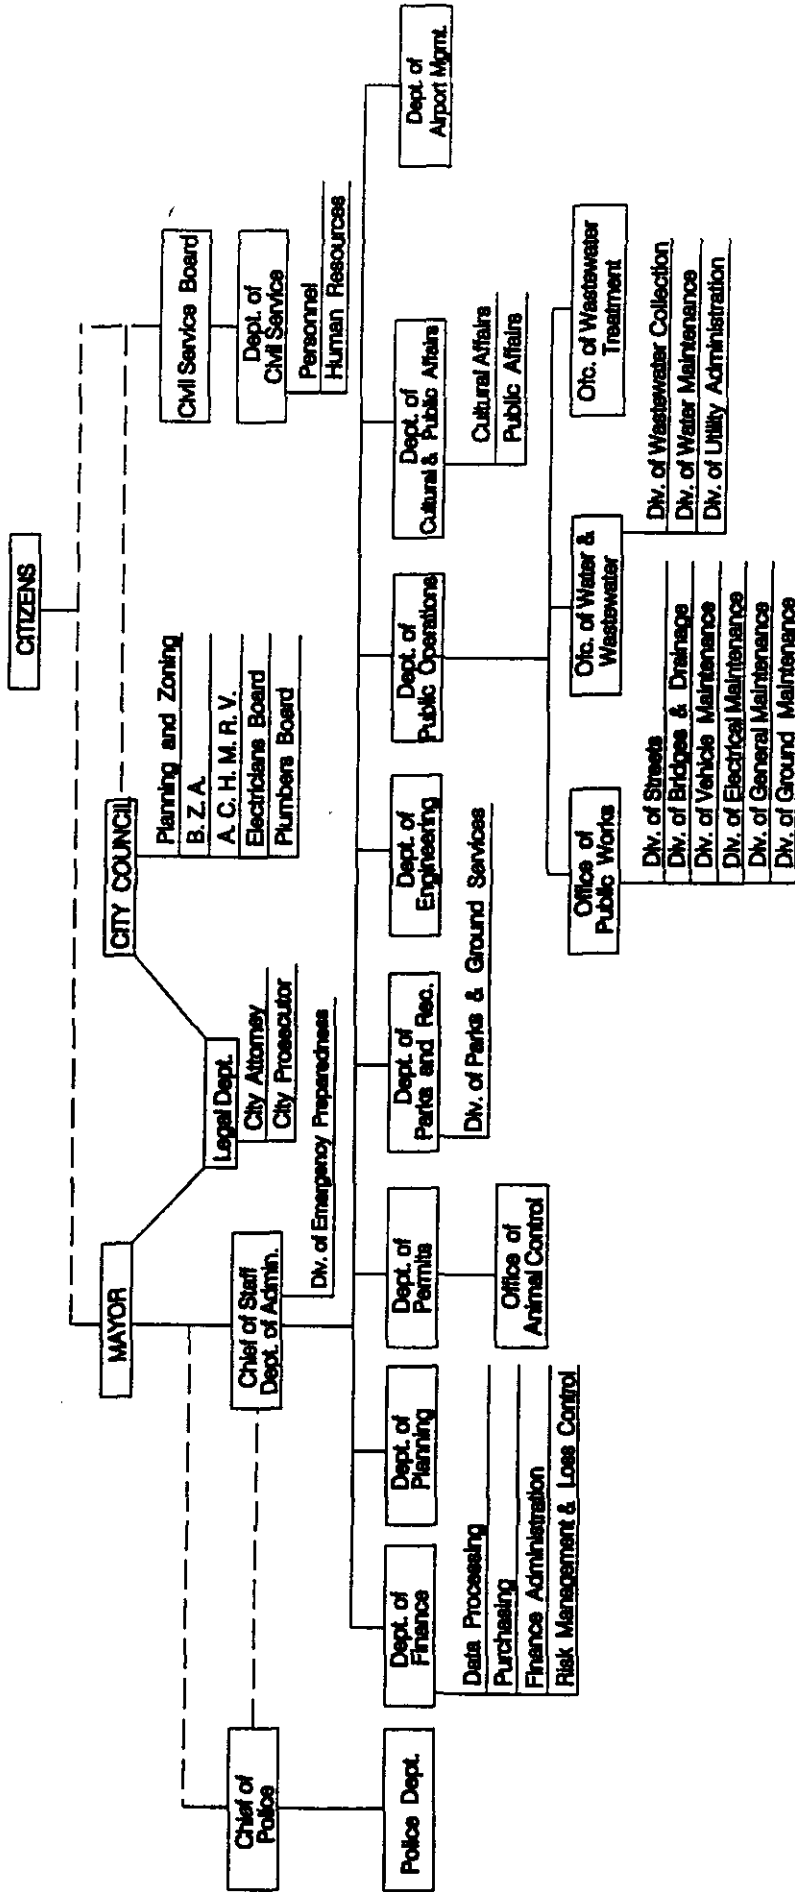 CITIZENS
MAYOR
CITY COUNCIL
Planning and Zoning
B. Z. A.
A. C. H. M. R. V.
Electricians Board
Plumbers Board
Civil Service Board
Dept. of
Civil Service
Personnel
Human Resources
Legal Dept.
City Attorney
City Prosecutor
Chief of
Police
Chief of Staff
Dept. of Admin.
Div. of Emergency Preparedness
Police Dept.
Dept. of
Finance
Data Processing
Purchasing
Finance Administration
Risk Management & Loss Control
Dept. of
Planning
Dept. of
Permits
Office of
Animal Control
Dept. of
Parks and Rec.
Div. of Parks & Ground Services
Dept. of
Engineering
Dept. of
Public Operations
Dept. of
Cultural & Public Affairs
Cultural Affairs
Public Affairs
Dept. of
Airport Mgmt.
Office of
Public Works
Div. of Streets
Div. of Bridges & Drainage
Div. of Vehicle Maintenance
Div. of Electrical Maintenance
Div. of General Maintenance
Div. of Ground Maintenance
Ofc. of Water &
Wastewater
Div. of Wastewater Collection
Div. of Water Maintenance
Div. of Utility Administration
Ofc. of Wastewater
Treatment